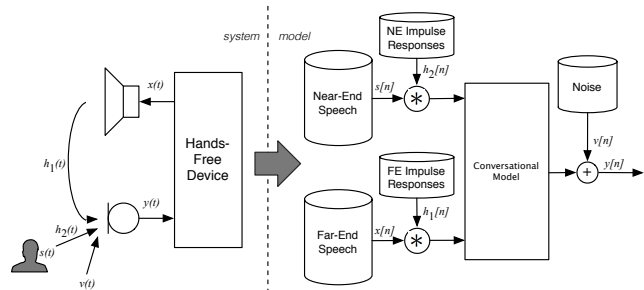 system
model
x(t)
Hands-
Free
Device
h1(t)
y(t)
h2(t)
s(t)
v(t)
NE Impulse
Responses
h2[n]
Near-End
Speech
s[n]
*
Noise
v[n]
y[n]
Conversational
Model
+
FE Impulse
Responses
h1[n]
Far-End
Speech
x[n]
*